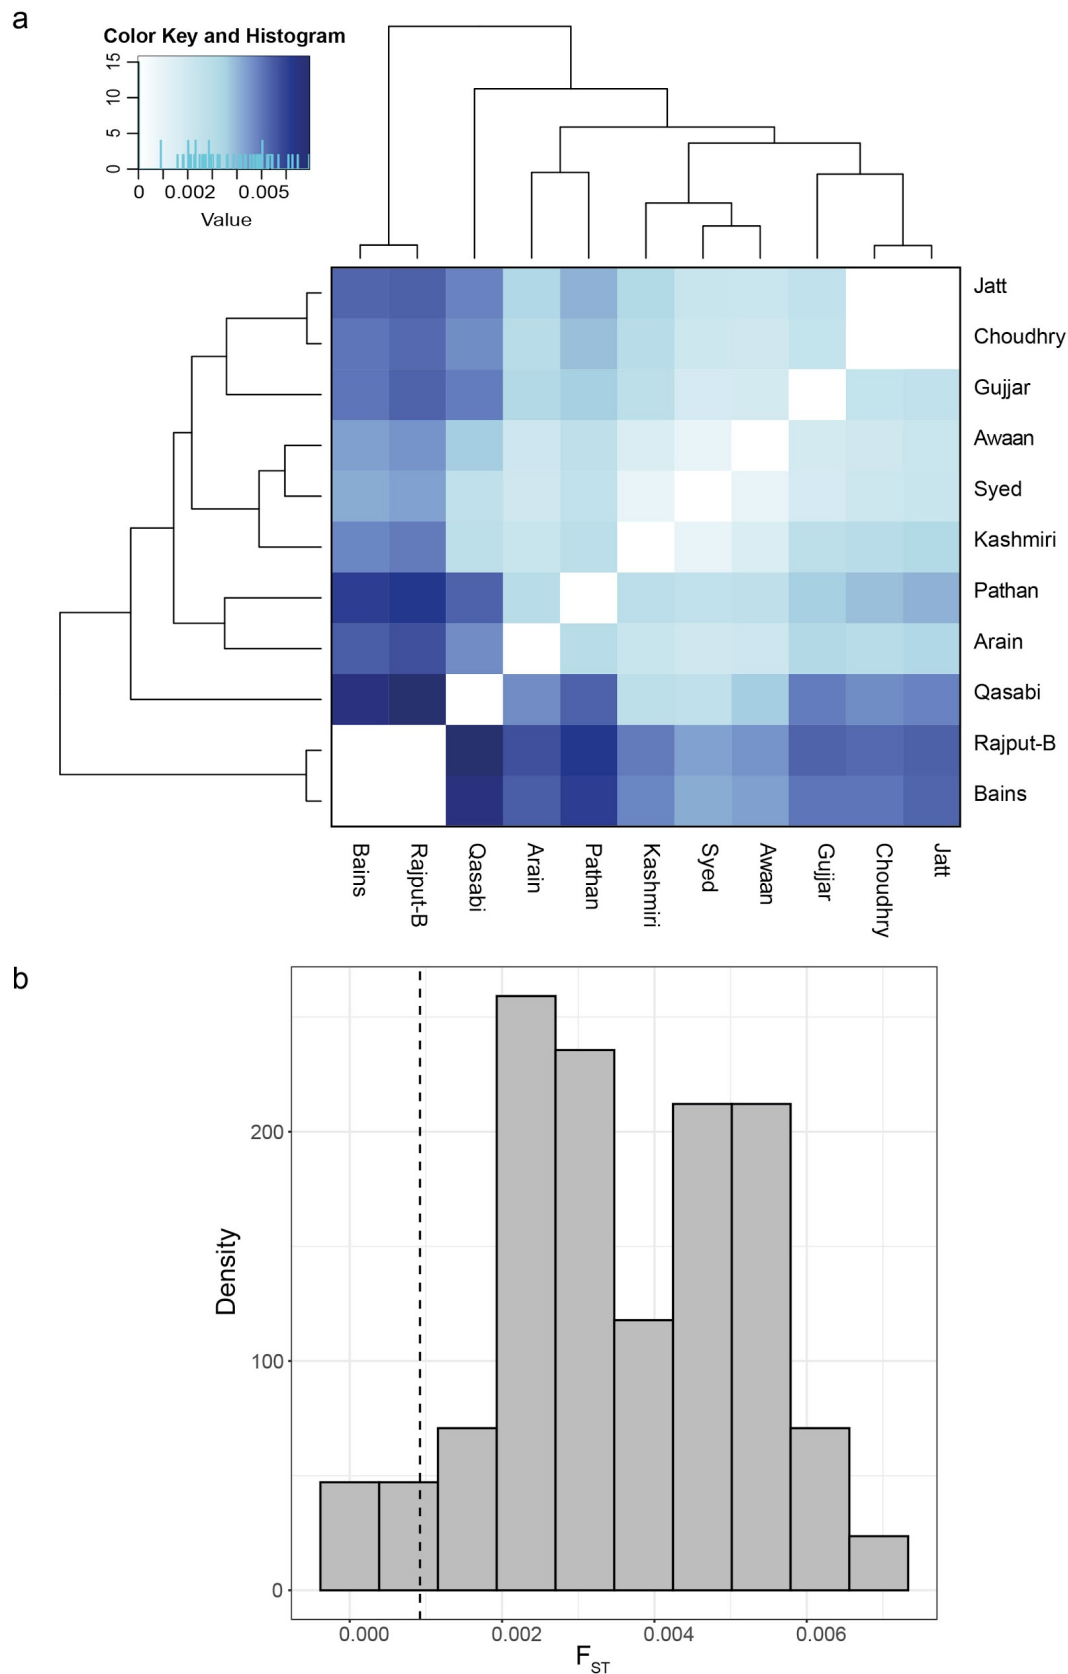 a
Color Key and Histogram
15
10
5
0
0 0.002 0.005
Value
Jatt
Choudhry
Gujjar
Awaan
Syed
Kashmiri
Pathan
Arain
Qasabi
Rajput-B
Bains
Bains Rajput-B Qasabi Arain Pathan Kashmiri Syed Awaan Gujjar Choudhry Jatt
b
200
100
0
Density
0.000 0.002 0.004 0.006
FST